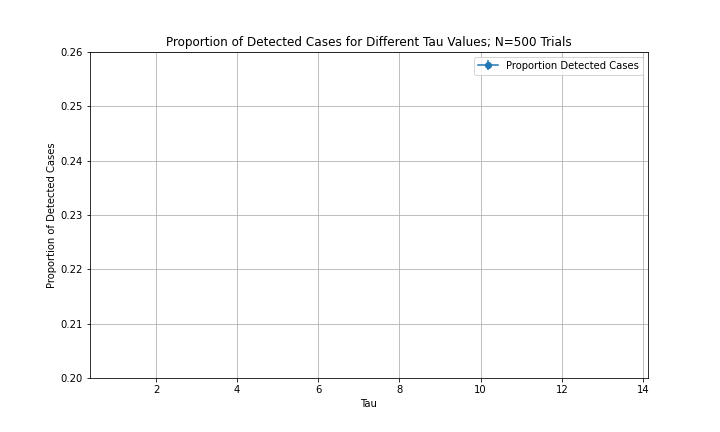 Proportion of Detected Cases for Different Tau Values; N=500 Trials
Proportion Detected Cases
Proportion of Detected Cases
0.26
0.25
0.24
0.23
0.22
0.21
0.20
2 4 6 8 10 12 14
Tau